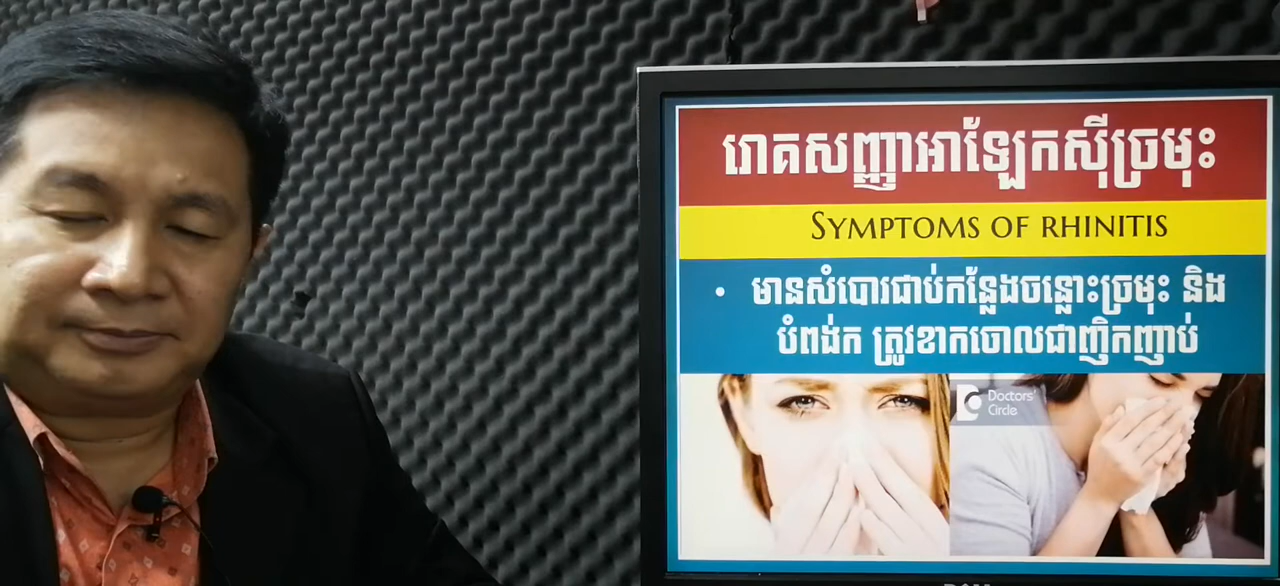 រោគសញ្ញាអាឡែកស៊ីច្រមុះ
SYMPTOMS OF RHINITIS
• មានសំបោរជាប់កន្លែងចន្លោះច្រមុះ និង
បំពង់ក ត្រូវខាកចោលជាញឹកញាប់
Doctors'
Circle